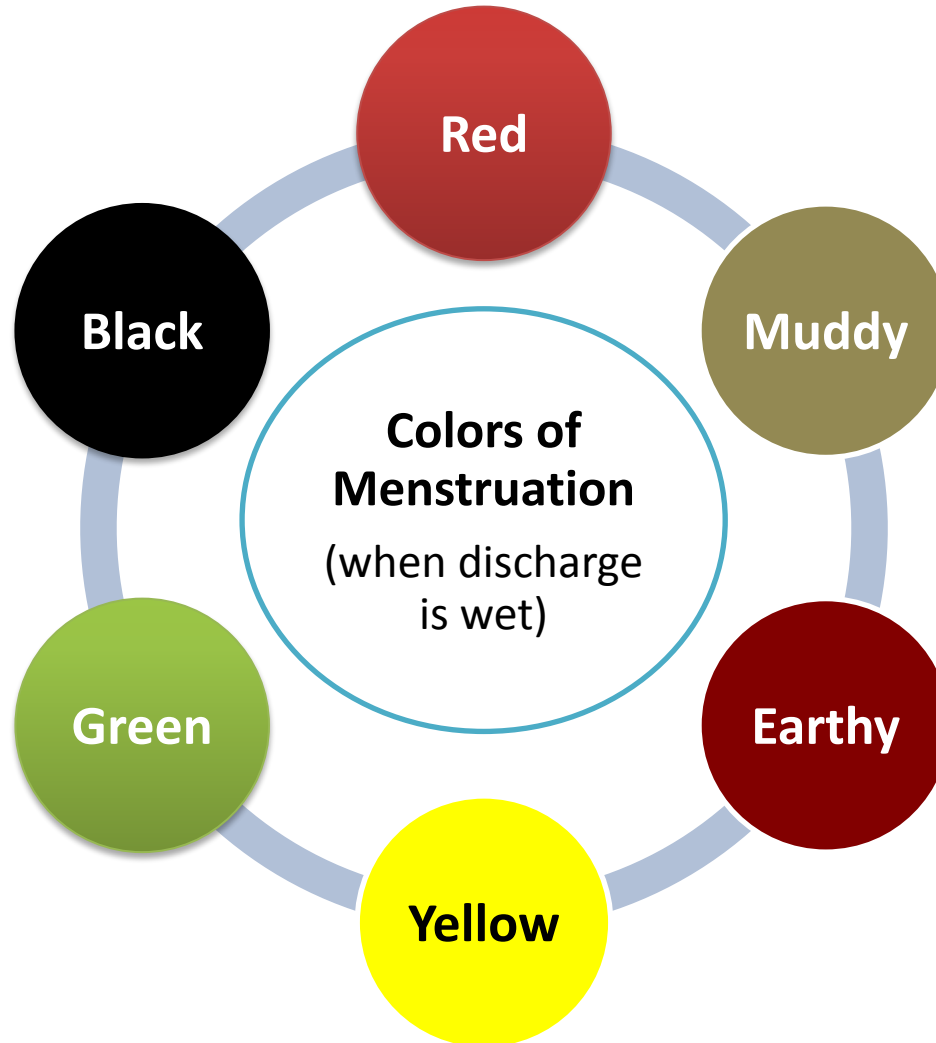 Red
Black
Muddy
Colors of
Menstruation
(when discharge
is wet)
Green
Earthy
Yellow